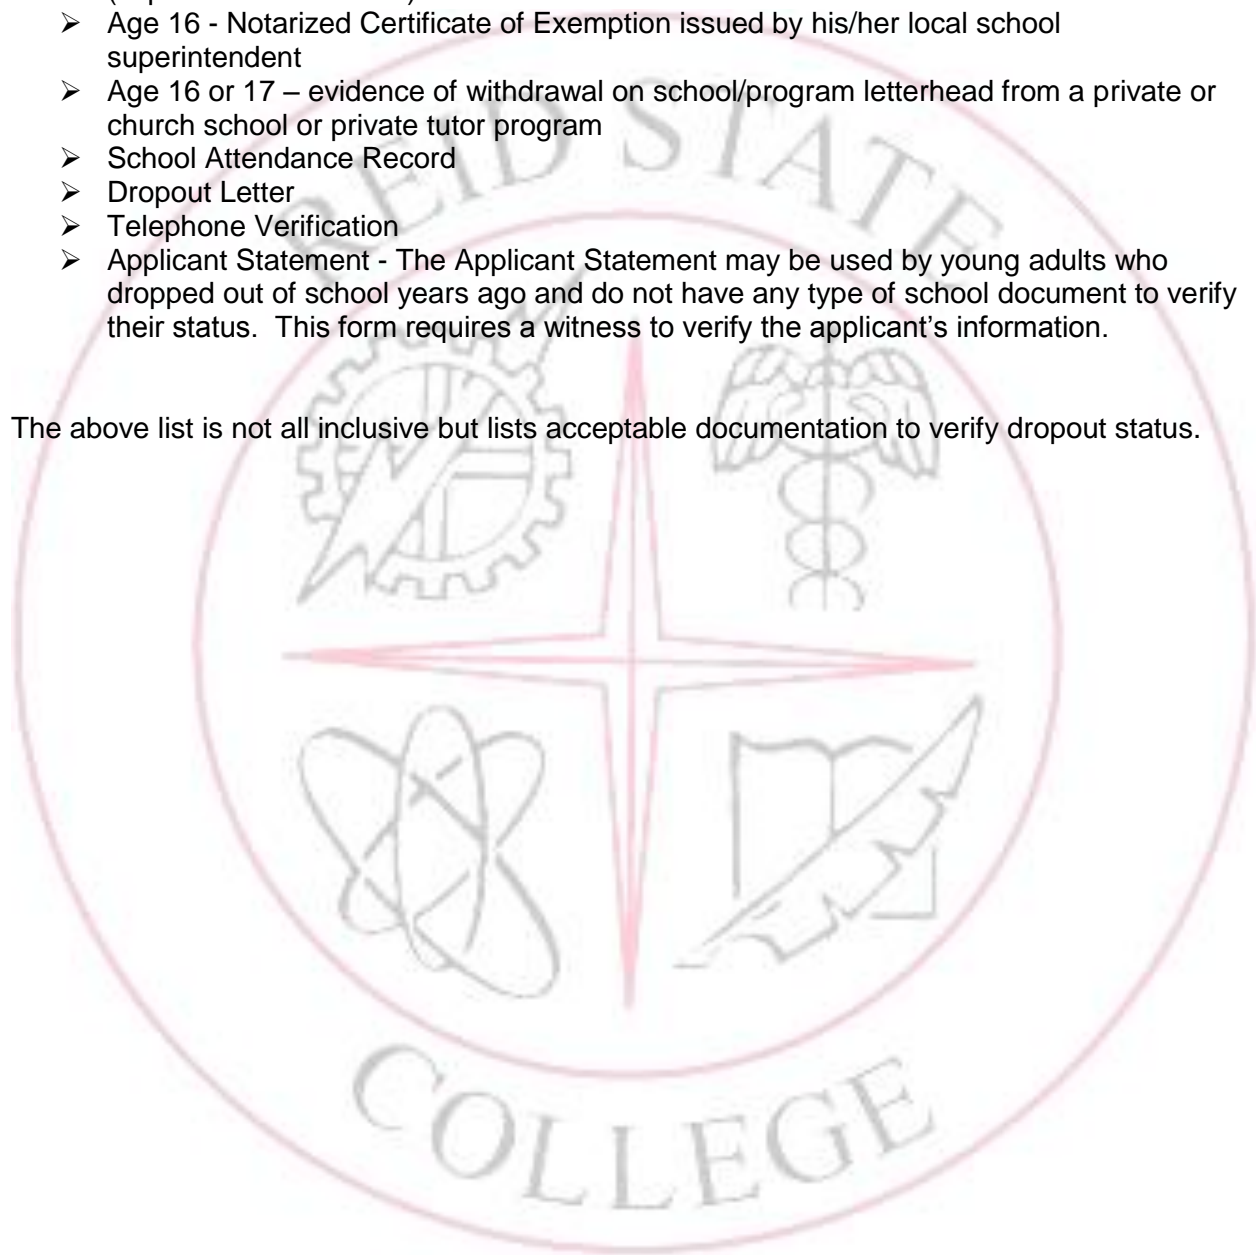 ➢ Age 16 - Notarized Certificate of Exemption issued by his/her local school
superintendent
➢ Age 16 or 17 – evidence of withdrawal on school/program letterhead from a private or
church school or private tutor program
➢ School Attendance Record
➢ Dropout Letter
➢ Telephone Verification
➢ Applicant Statement - The Applicant Statement may be used by young adults who
dropped out of school years ago and do not have any type of school document to verify
their status.  This form requires a witness to verify the applicant's information.
The above list is not all inclusive but lists acceptable documentation to verify dropout status.
REID STATE
COLLEGE